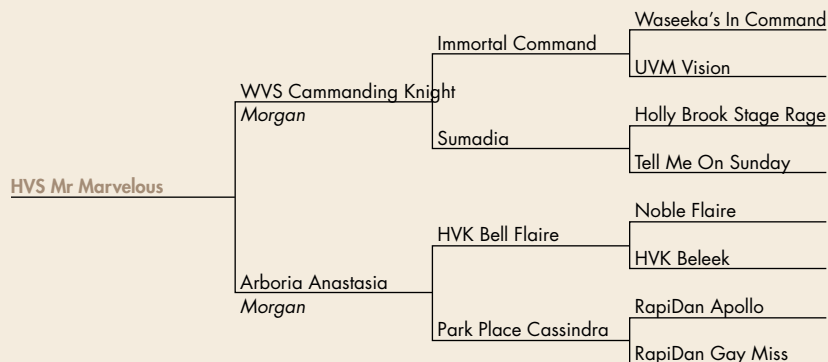 Waseeka's In Command
Immortal Command
UVM Vision
WVS Cammanding Knight
Morgan
Holly Brook Stage Rage
Sumadia
Tell Me On Sunday
HVS Mr Marvelous
Noble Flaire
HVK Bell Flaire
HVK Beleek
Arboria Anastasia
Morgan
RapiDan Apollo
Park Place Cassindra
RapiDan Gay Miss